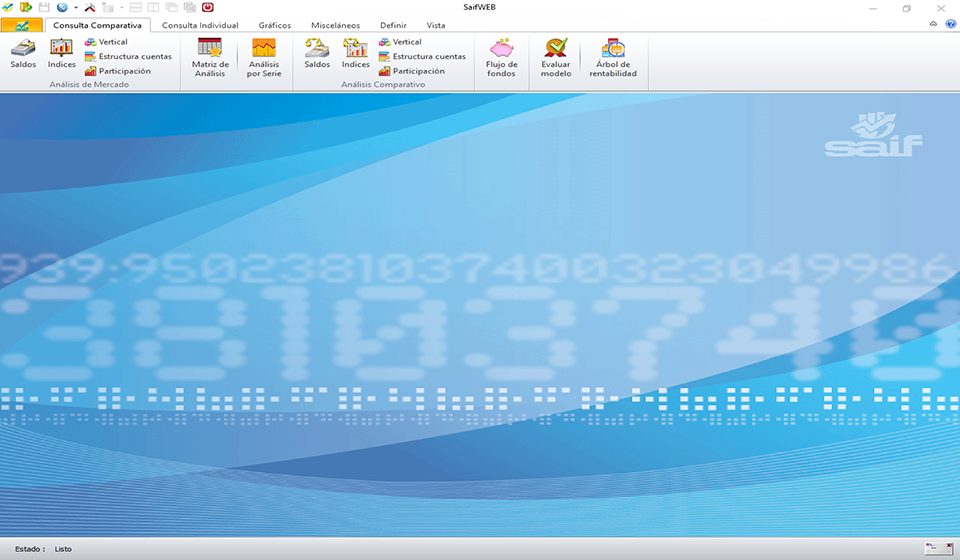 SaifWEB
Consulta Comparativa Consulta Individual Gráficos Misceláneos Definir Vista
Saldos Indices Vertical Estructura cuentas Participación
Matriz de Análisis
Análisis por Serie
Saldos Indices Vertical Estructura cuentas Participación
Flujo de fondos
Evaluar modelo
Árbol de rentabilidad
Análisis de Mercado Análisis Comparativo
saif
939:9502381037400323049986
38103740
Estado : Listo